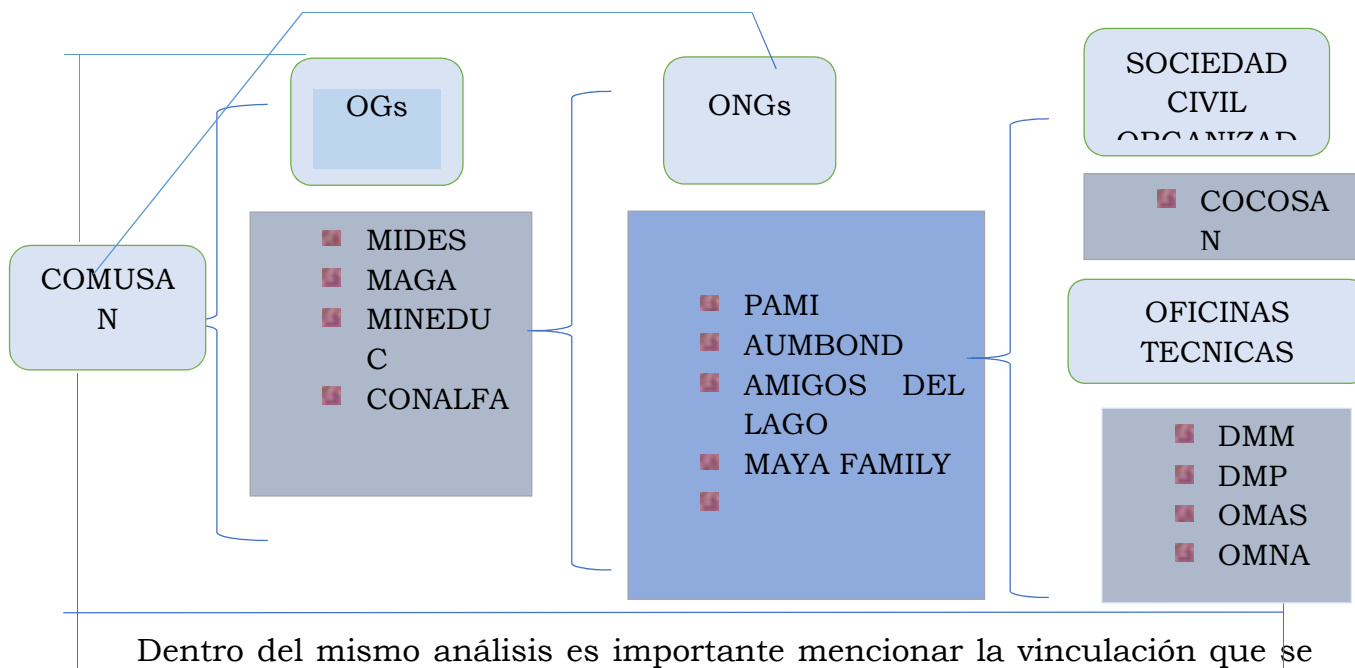 OGs
ONGs
SOCIEDAD
CIVIL
ORGANIZAD
COMUSA
N
MIDES
MAGA
MINEDU
C
CONALFA
PAMI
AUMBOND
AMIGOS DEL
LAGO
MAYA FAMILY
COCOSA
N
OFICINAS
TECNICAS
DMM
DMP
OMAS
OMNA
Dentro del mismo análisis es importante mencionar la vinculación que se